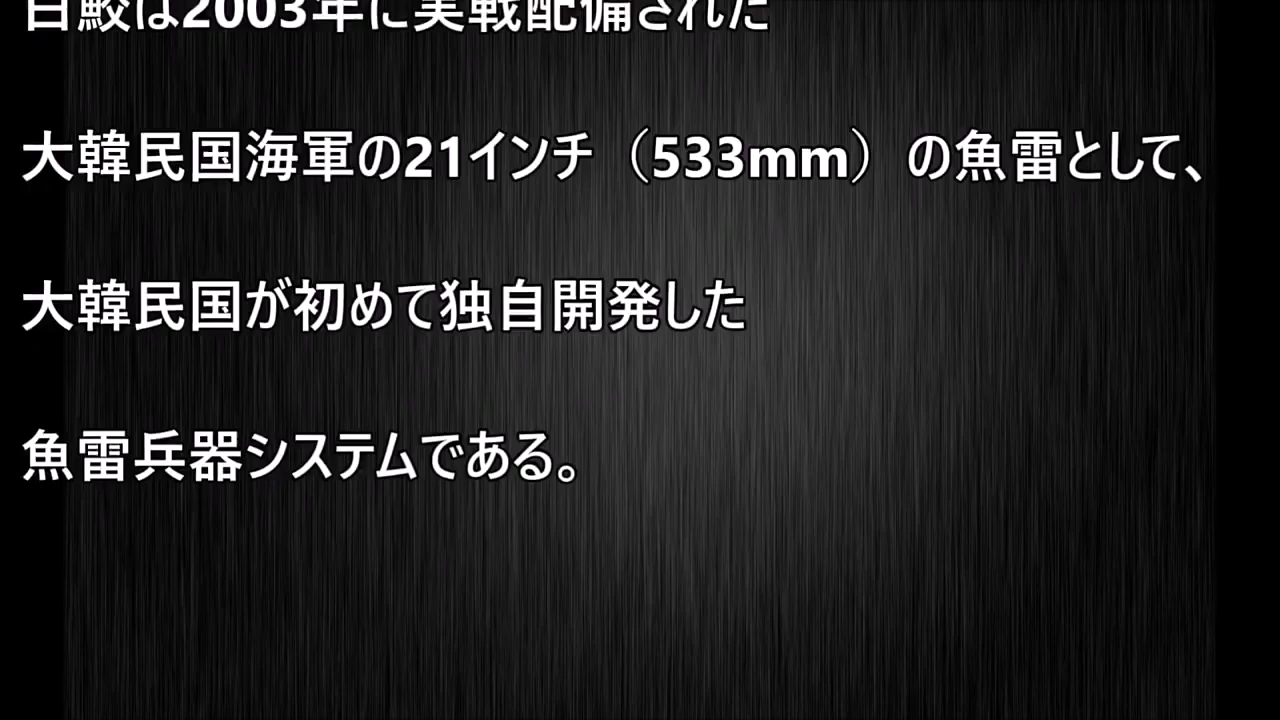 白鮫は2003年に実戦配備された
大韓民国海軍の21インチ（533mm）の魚雷として、
大韓民国が初めて独自開発した
魚雷兵器システムである。